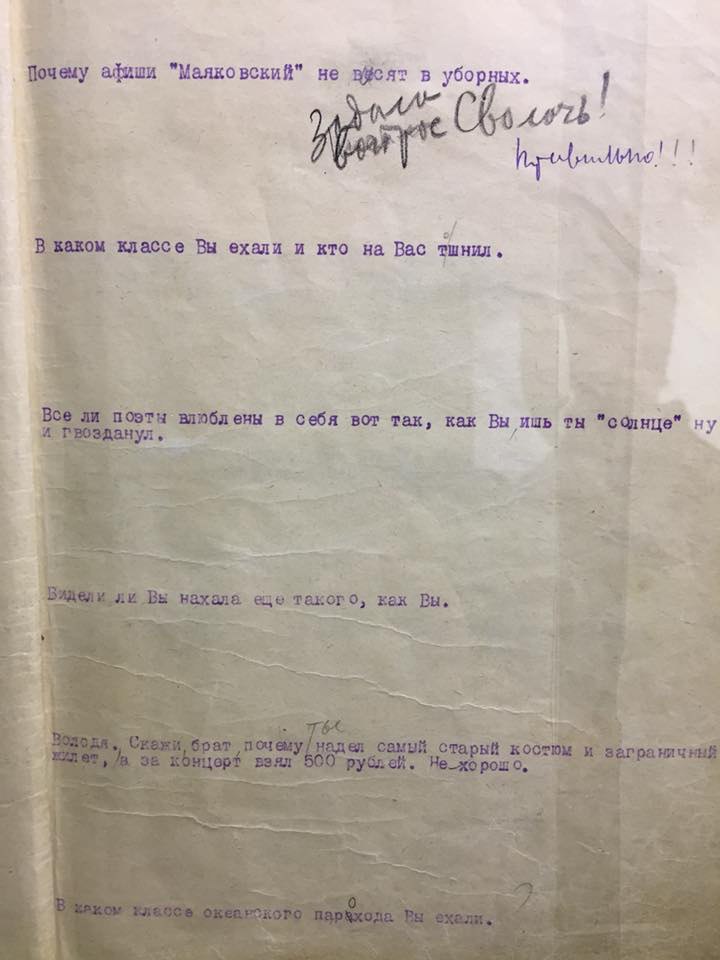 Почему афиши "Маяковский" не висят в уборных.
Задали вопрос Сволочь!
Правильно!!!
В каком классе Вы ехали и кто на Вас тшнил.
Все ли поэты влюблены в себя вот так, как Вы, ишь ты "солнце" ну
и гвозданул.
Видели ли Вы нахала еще такого, как Вы.
Володя. Скажи, брат, почему ты надел самый старый костюм и заграничный
жилет, а за концерт взял 500 рублей. Не хорошо.
В каком классе океанского парохода Вы ехали.